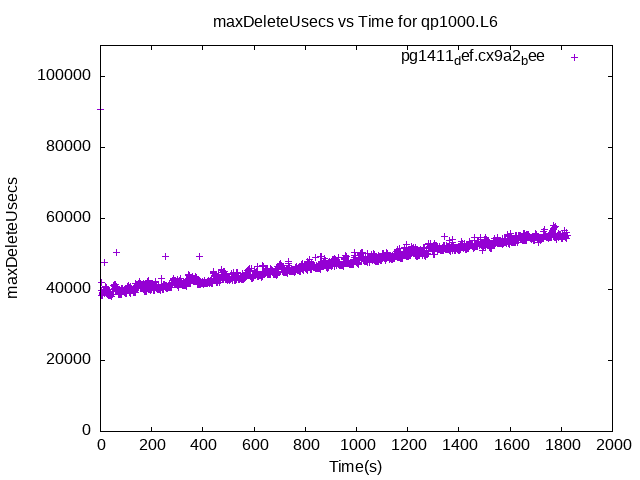 maxDeleteUsecs vs Time for qp1000.L6
pg1411def.cx9a2bee
100000
80000
60000
40000
20000
0
maxDeleteUsecs
0 200 400 600 800 1000 1200 1400 1600 1800 2000
Time(s)